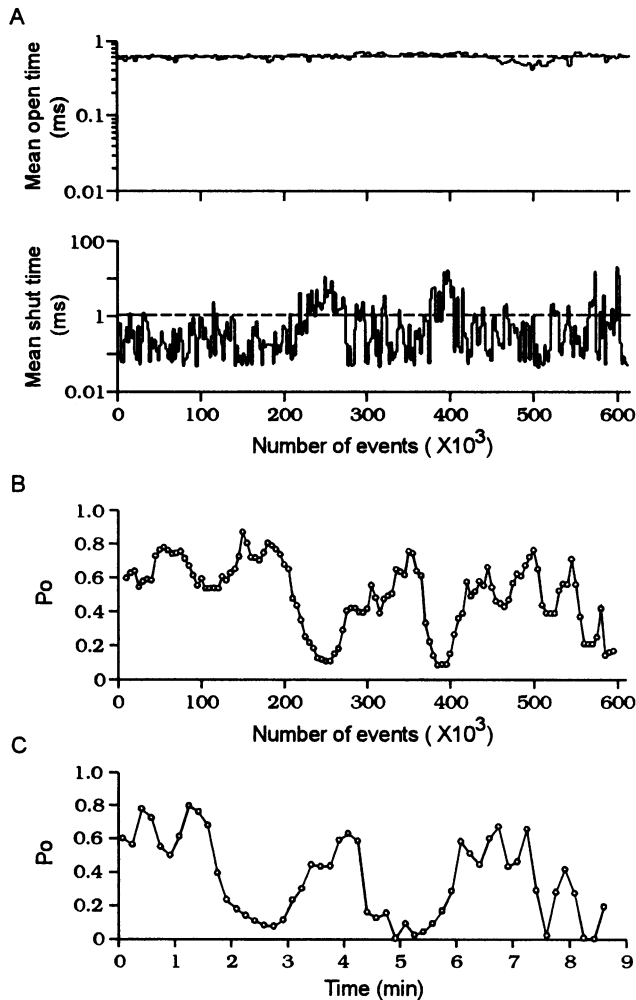 A
Mean open time
(ms)
1
0.1
0.01
Mean shut time
(ms)
100
1
0.01
0 100 200 300 400 500 600
Number of events ( X10³)
B
Po
1.0
0.8
0.6
0.4
0.2
0
0 100 200 300 400 500 600
Number of events ( X10³)
C
Po
1.0
0.8
0.6
0.4
0.2
0
0 1 2 3 4 5 6 7 8 9
Time (min)